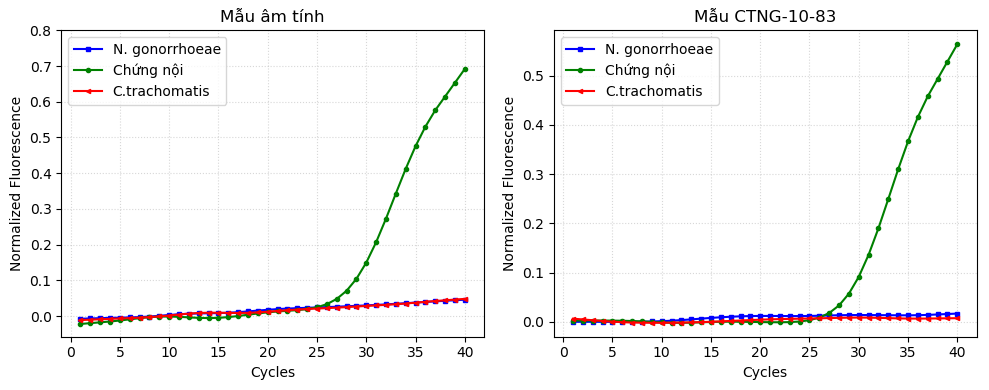 Mẫu âm tính
Normalized Fluorescence
0.8
0.7
0.6
0.5
0.4
0.3
0.2
0.1
0.0
N. gonorrhoeae
Chứng nội
C.trachomatis
0 5 10 15 20 25 30 35 40
Cycles
Mẫu CTNG-10-83
Normalized Fluorescence
0.5
0.4
0.3
0.2
0.1
0.0
N. gonorrhoeae
Chứng nội
C.trachomatis
0 5 10 15 20 25 30 35 40
Cycles